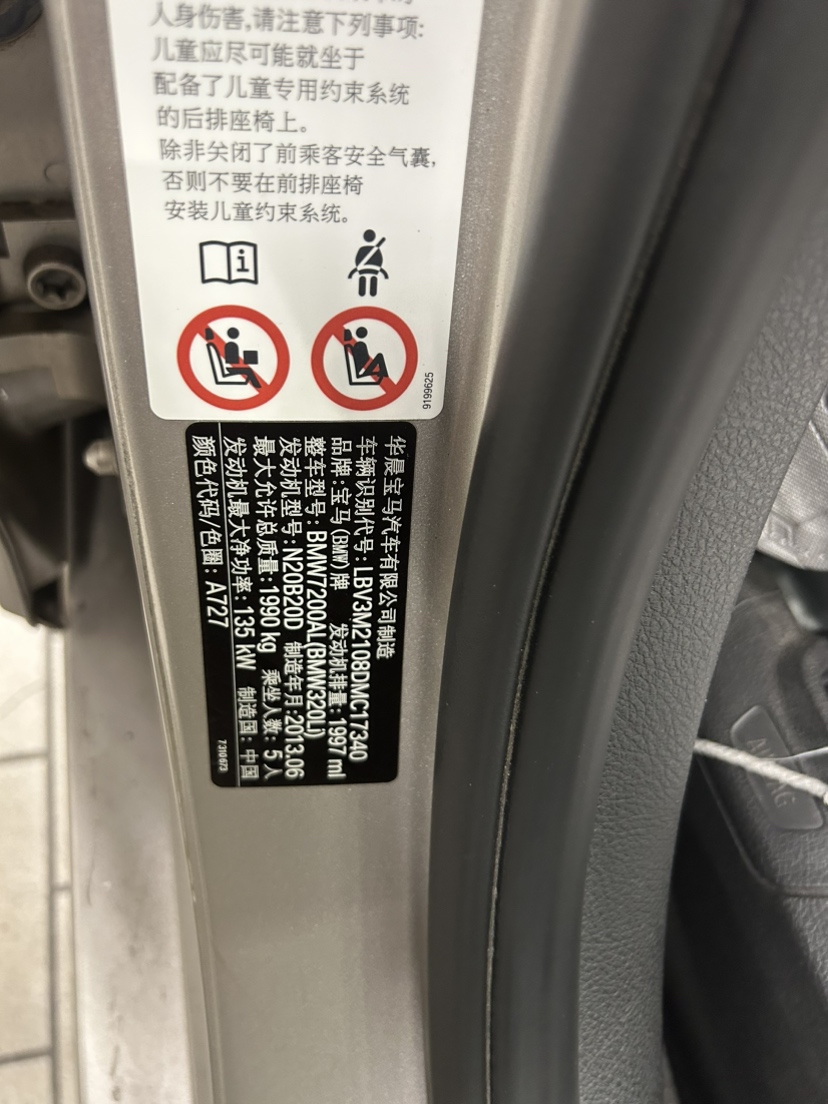 人身伤害,请注意下列事项:
儿童应尽可能就坐于
配备了儿童专用约束系统
的后排座椅上。
除非关闭了前乘客安全气囊,
否则不要在前排座椅
安装儿童约束系统。
9199625
华晨宝马汽车有限公司制造
车辆识别代号: LBV3M2108DMC17340
品牌: 宝马(BMW)牌 发动机排量: 1997 ml
整车型号: BMW7200AL(BMW320Li)
发动机型号: N20B20D 制造年月: 2013.06
最大允许总质量: 1990 kg 乘坐人数: 5人
发动机最大净功率: 135 kW 制造国: 中国
颜色代码/色圈: A727
7 310 673